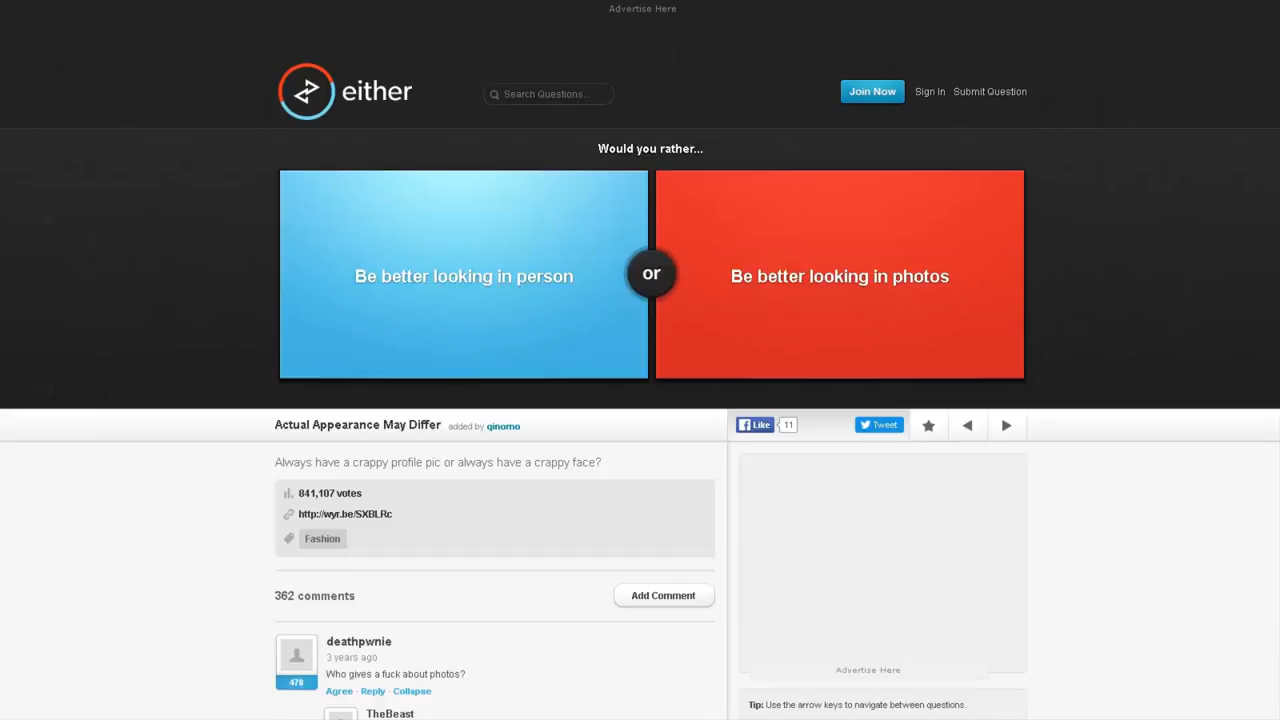 Advertise Here
either
Search Questions...
Join Now
Sign In
Submit Question
Would you rather...
Be better looking in person
or
Be better looking in photos
Actual Appearance May Differ added by qinomo
Like
11
Tweet
Always have a crappy profile pic or always have a crappy face?
841,107 votes
http://wyr.be/SXBLRc
Fashion
362 comments
Add Comment
deathpwnie
3 years ago
478
Who gives a fuck about photos?
Agree · Reply · Collapse
TheBeast
Advertise Here
Tip: Use the arrow keys to navigate between questions.